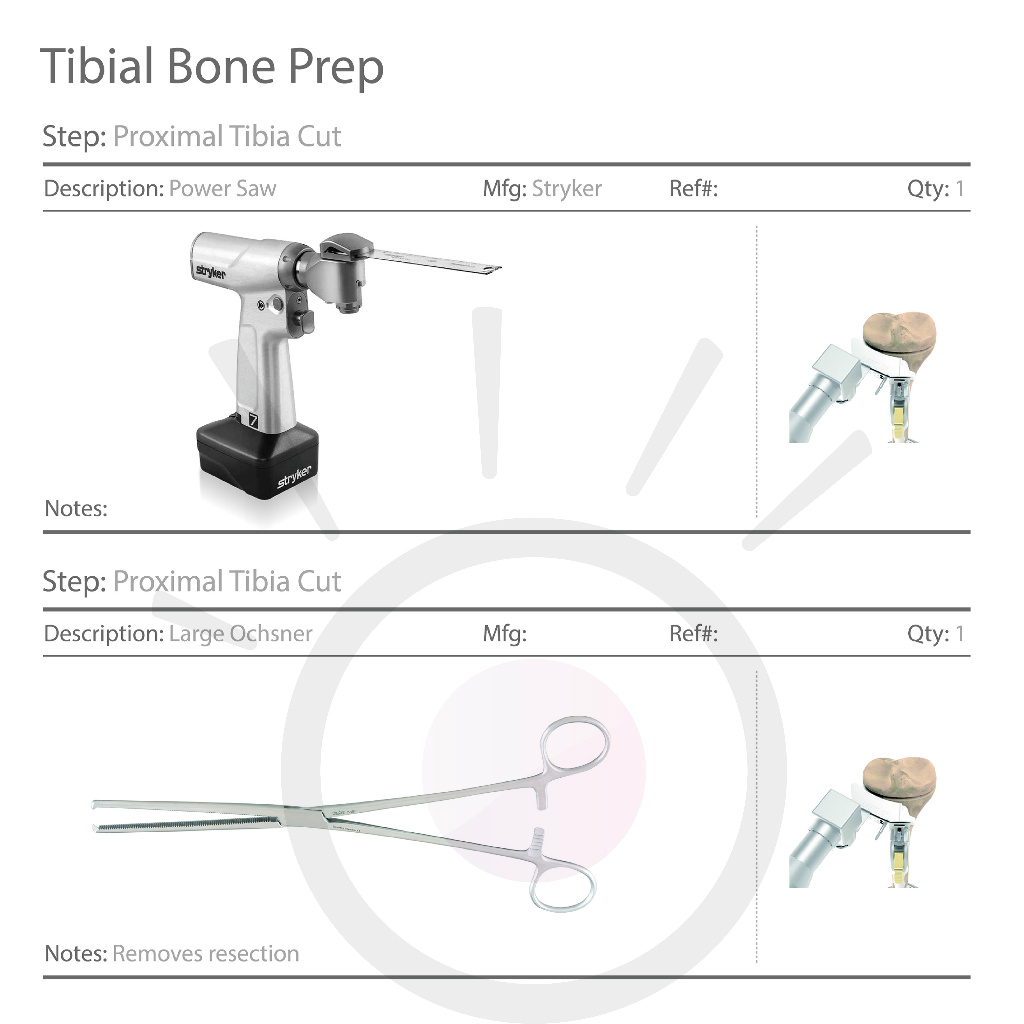 Tibial Bone Prep
Step: Proximal Tibia Cut
Description: Power Saw Mfg: Stryker Ref#: Qty: 1
stryker
7
stryker
Notes:
Step: Proximal Tibia Cut
Description: Large Ochsner Mfg: Ref#: Qty: 1
Notes: Removes resection